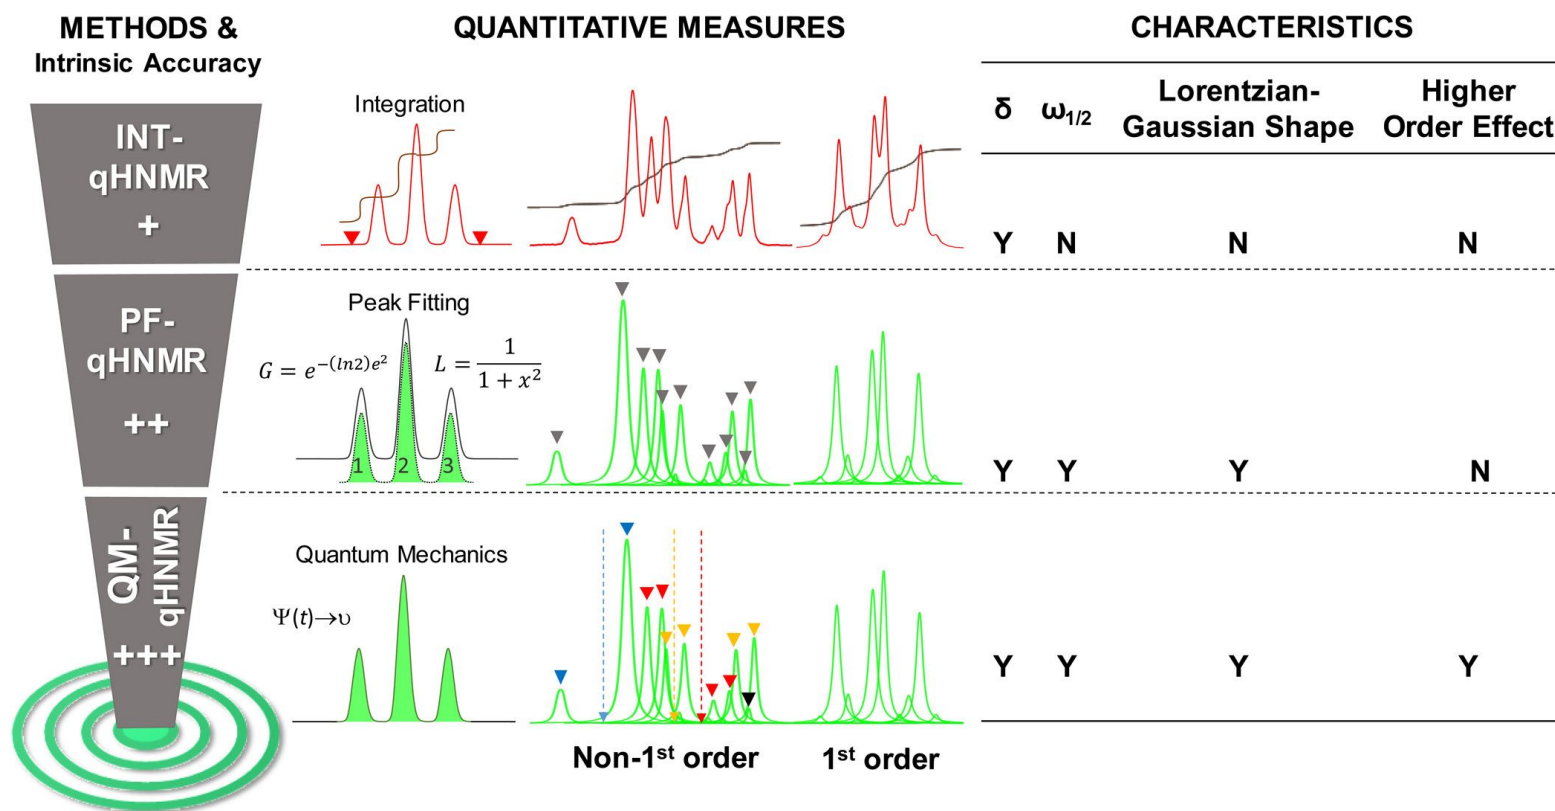 METHODS &
Intrinsic Accuracy
QUANTITATIVE MEASURES
CHARACTERISTICS
δ
ω1/2
Lorentzian-
Gaussian Shape
Higher
Order Effect
INT-
qHNMR
+
Integration
Y N N N
PF-
qHNMR
++
Peak Fitting
G = e^{-(ln2)e^2}
L = 1/(1 + x^2)
1 2 3
Y Y Y N
QM-
qHNMR
+++
Quantum Mechanics
Ψ(t)→υ
Y Y Y Y
Non-1st order
1st order